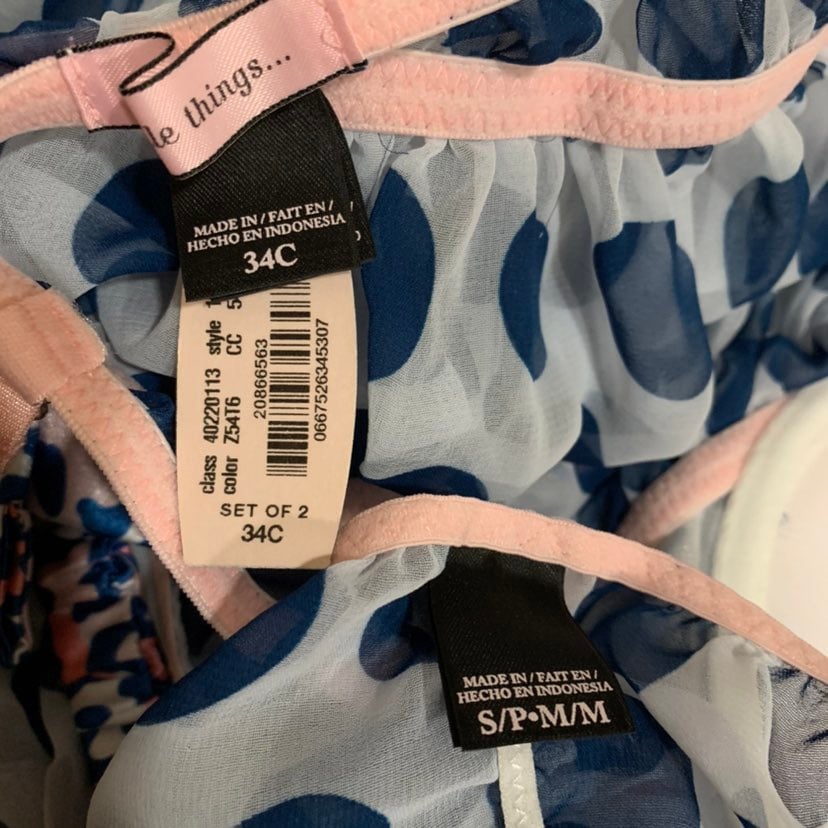 le things...
MADE IN / FAIT EN /
HECHO EN INDONESIA
34C
class 40220113 style
color Z54T6 CC
20866563
0667526345307
SET OF 2
34C
MADE IN / FAIT EN /
HECHO EN INDONESIA
S/P•M/M